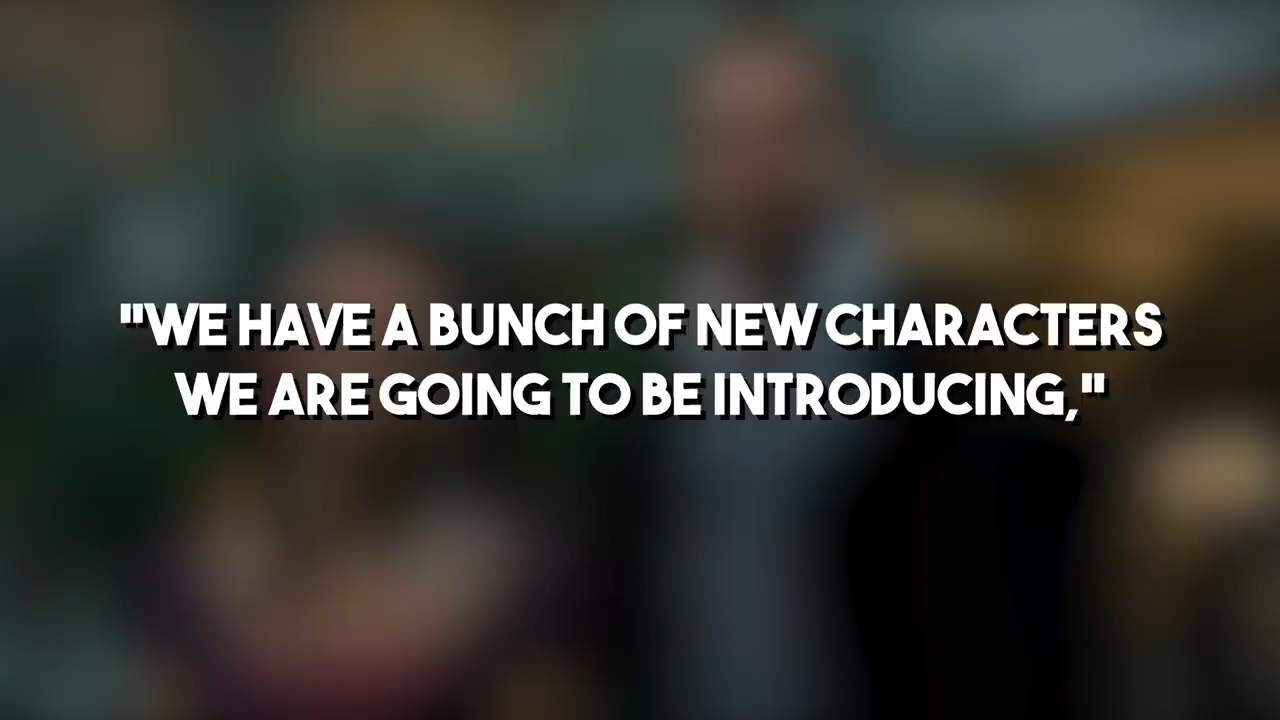 "WE HAVE A BUNCH OF NEW CHARACTERS
WE ARE GOING TO BE INTRODUCING,"